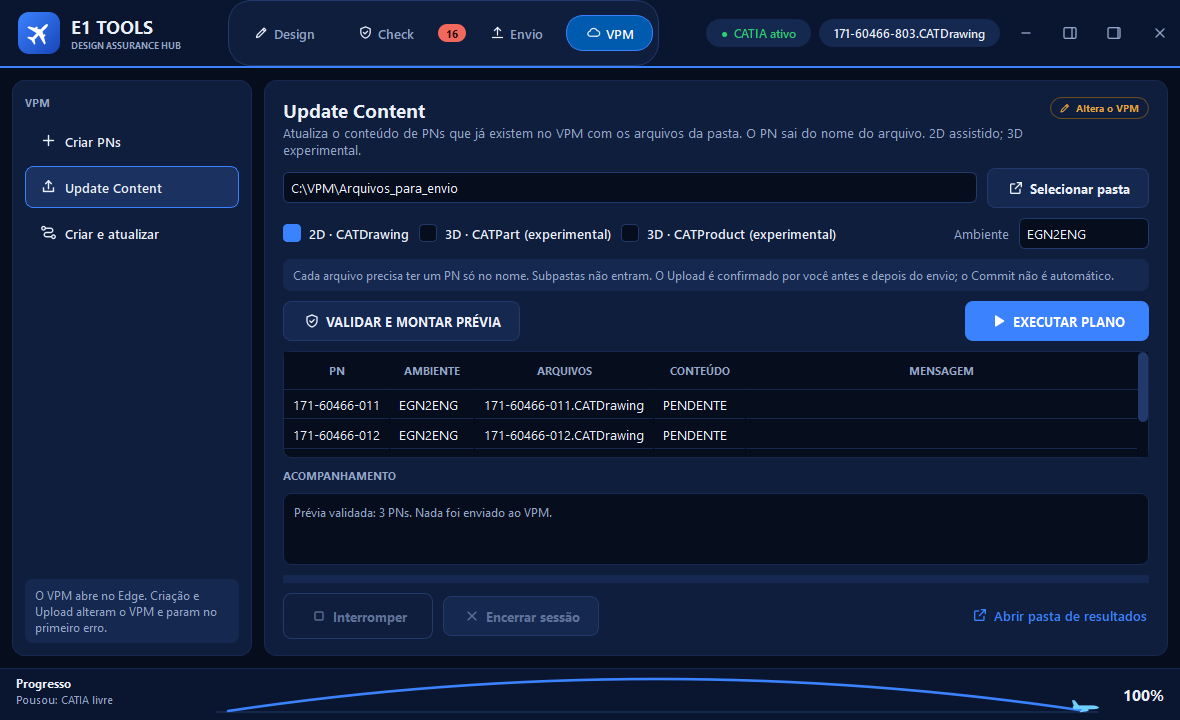 E1 TOOLS
DESIGN ASSURANCE HUB
Design
Check
16
Envio
VPM
● CATIA ativo
171-60466-803.CATDrawing
VPM
Criar PNs
Update Content
Criar e atualizar
O VPM abre no Edge. Criação e
Upload alteram o VPM e param no
primeiro erro.
Update Content
Altera o VPM
Atualiza o conteúdo de PNs que já existem no VPM com os arquivos da pasta. O PN sai do nome do arquivo. 2D assistido; 3D
experimental.
C:\VPM\Arquivos_para_envio
Selecionar pasta
2D · CATDrawing
3D · CATPart (experimental)
3D · CATProduct (experimental)
Ambiente
EGN2ENG
Cada arquivo precisa ter um PN só no nome. Subpastas não entram. O Upload é confirmado por você antes e depois do envio; o Commit não é automático.
VALIDAR E MONTAR PRÉVIA
EXECUTAR PLANO
PN AMBIENTE ARQUIVOS CONTEÚDO MENSAGEM
171-60466-011 EGN2ENG 171-60466-011.CATDrawing PENDENTE
171-60466-012 EGN2ENG 171-60466-012.CATDrawing PENDENTE
ACOMPANHAMENTO
Prévia validada: 3 PNs. Nada foi enviado ao VPM.
Interromper
Encerrar sessão
Abrir pasta de resultados
Progresso
Pousou: CATIA livre
100%